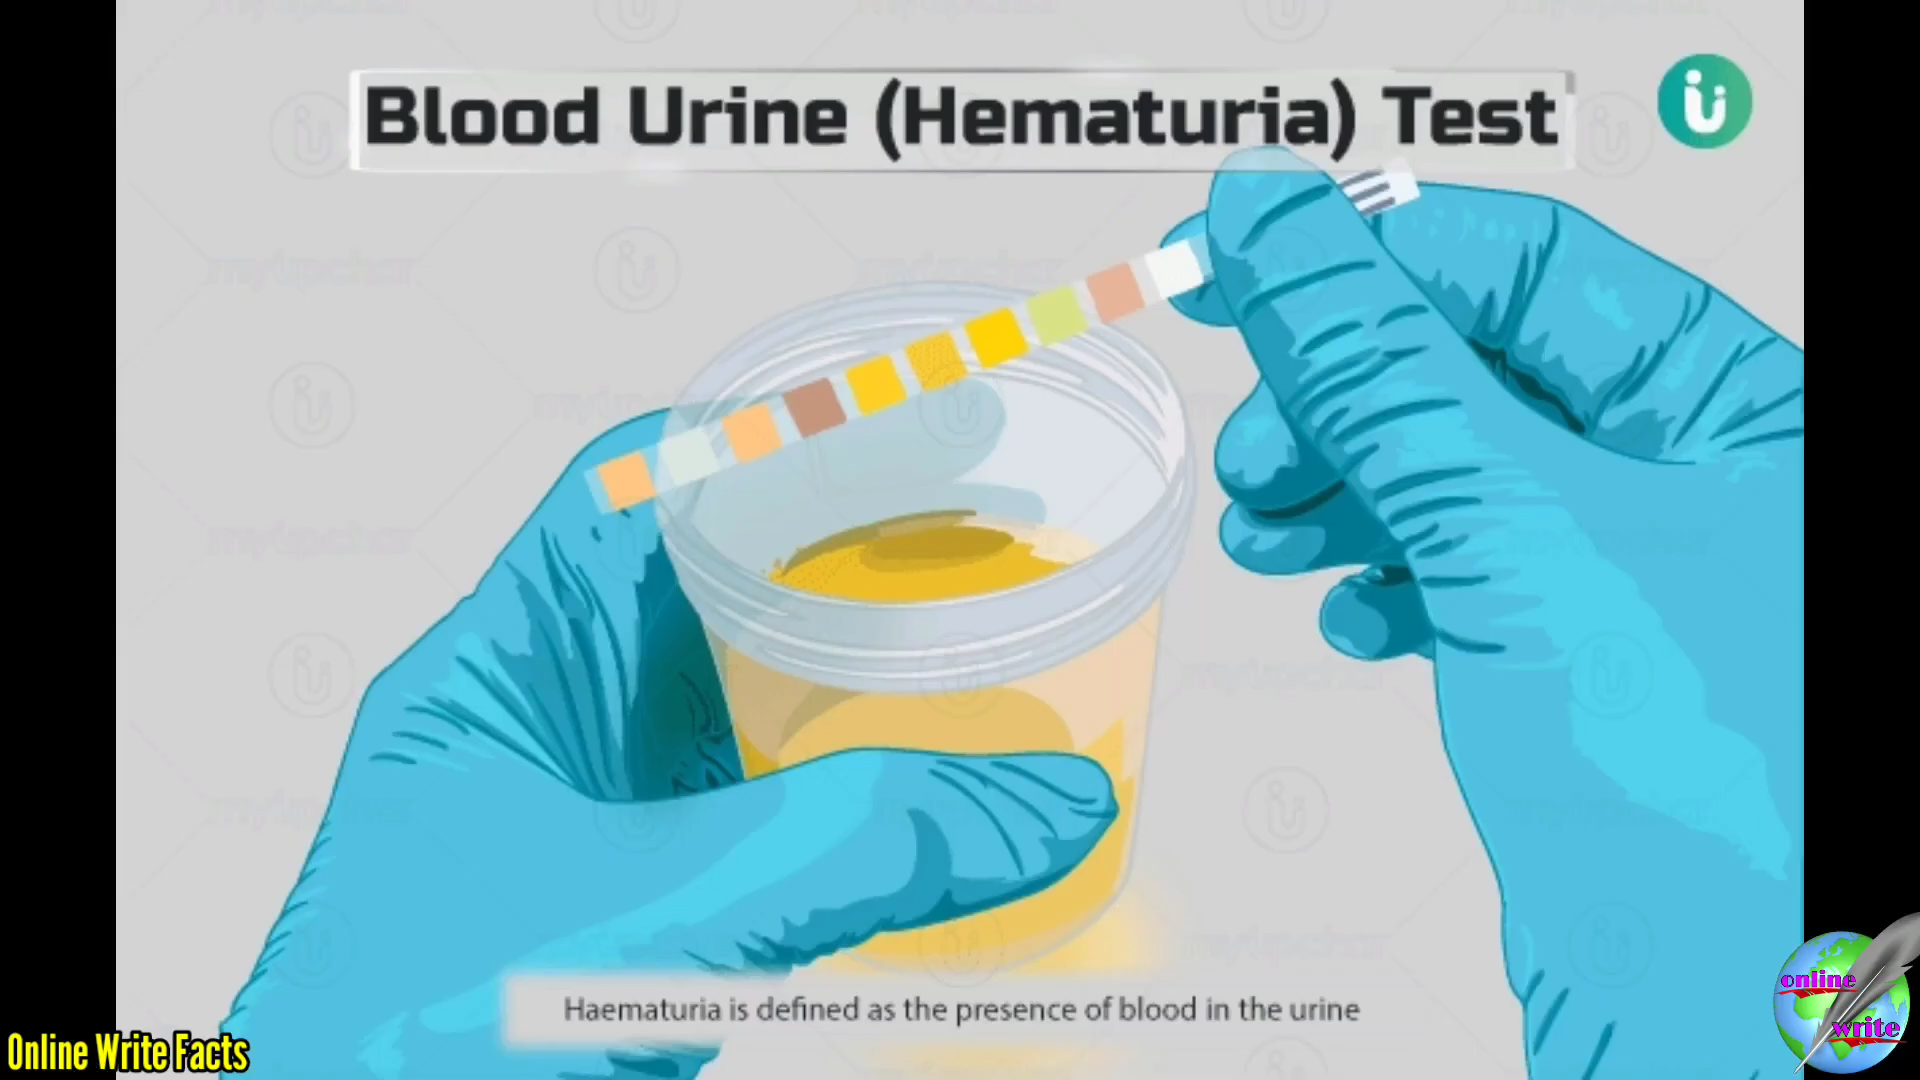 Blood Urine (Hematuria) Test
Haematuria is defined as the presence of blood in the urine
Online Write Facts
online
write